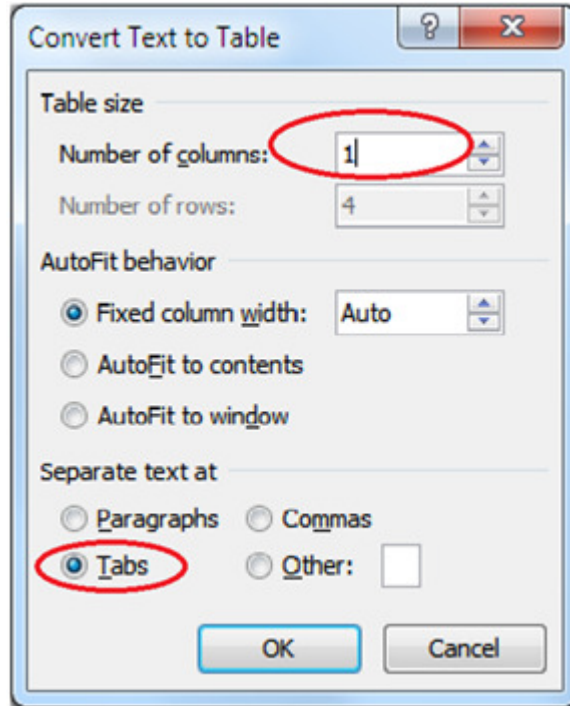 Convert Text to Table
Table size
Number of columns: 1
Number of rows: 4
AutoFit behavior
Fixed column width: Auto
AutoFit to contents
AutoFit to window
Separate text at
Paragraphs Commas
Tabs Other:
OK Cancel